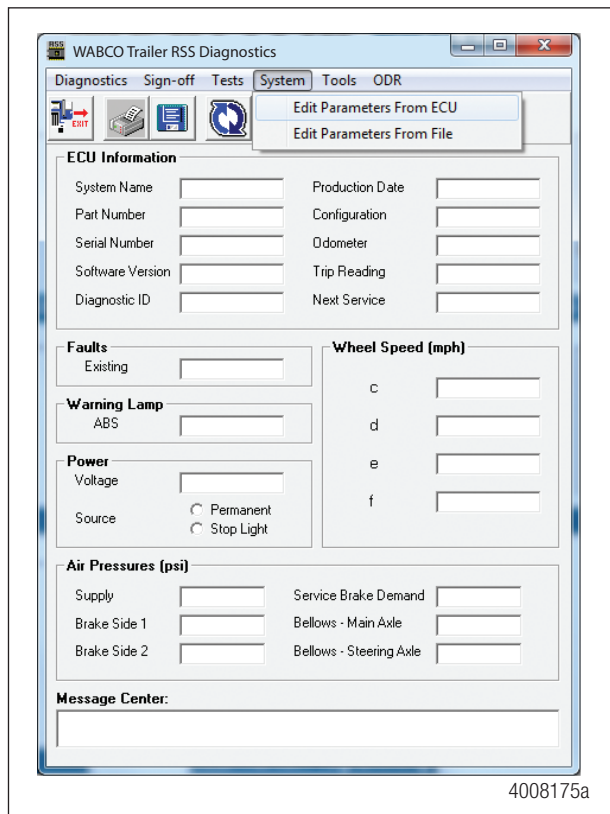 RSS
WABCO Trailer RSS Diagnostics
Diagnostics Sign-off Tests System Tools ODR
Edit Parameters From ECU
Edit Parameters From File
EXIT
ECU Information
System Name Production Date
Part Number Configuration
Serial Number Odometer
Software Version Trip Reading
Diagnostic ID Next Service
Faults Wheel Speed (mph)
Existing
c
Warning Lamp
ABS
d
Power
e
Voltage
f
Source
Permanent
Stop Light
Air Pressures (psi)
Supply Service Brake Demand
Brake Side 1 Bellows - Main Axle
Brake Side 2 Bellows - Steering Axle
Message Center:
4008175a